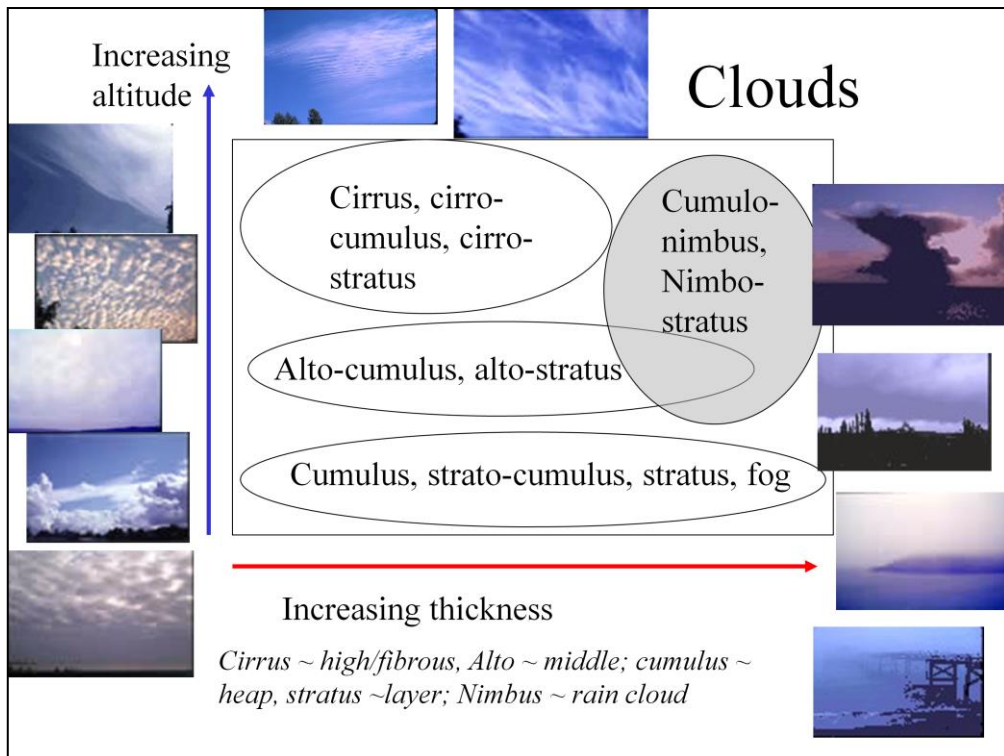 Increasing
altitude
Clouds
Cirrus, cirro-
cumulus, cirro-
stratus
Cumulo-
nimbus,
Nimbo-
stratus
Alto-cumulus, alto-stratus
Cumulus, strato-cumulus, stratus, fog
Increasing thickness
Cirrus ~ high/fibrous, Alto ~ middle; cumulus ~
heap, stratus ~layer; Nimbus ~ rain cloud